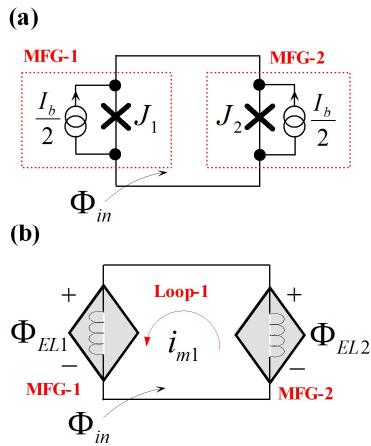 (a)
MFG-1
MFG-2
I_b/2
J_1
J_2
I_b/2
Φ_in
(b)
Loop-1
+
+
Φ_EL1
i_m1
Φ_EL2
−
−
MFG-1
MFG-2
Φ_in